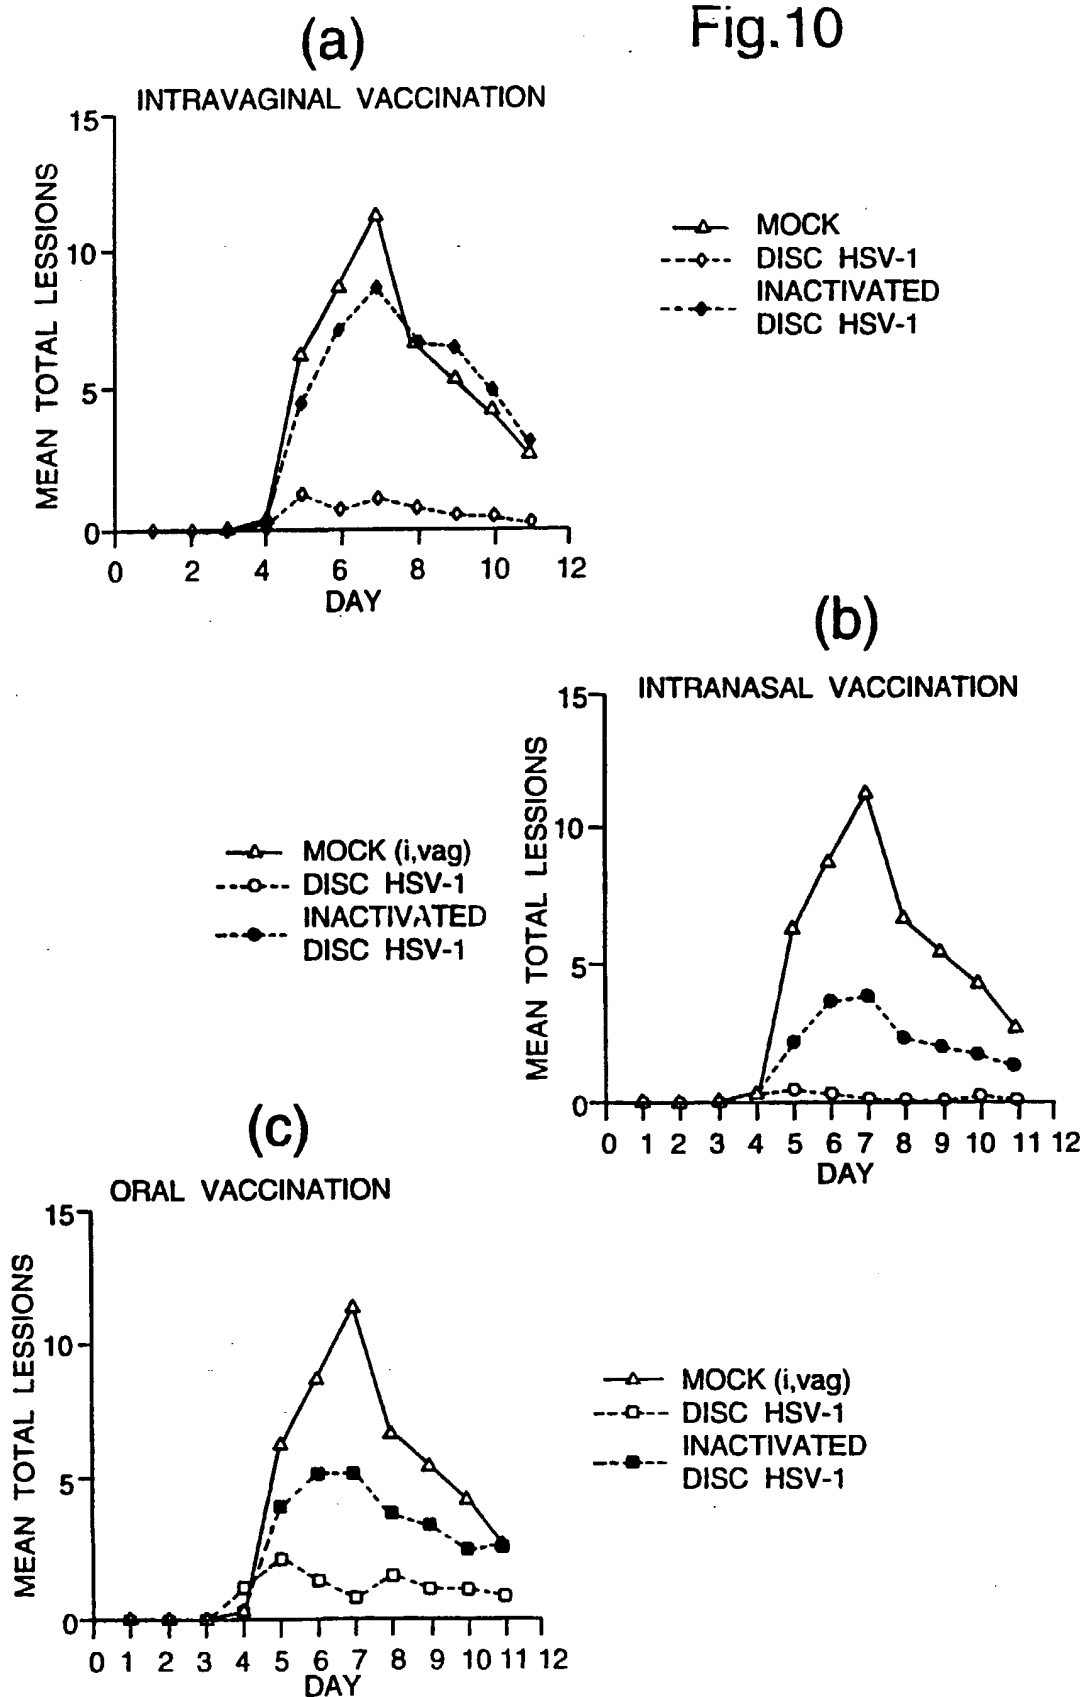 Fig.10
(a)
INTRAVAGINAL VACCINATION
MEAN TOTAL LESSIONS
15
10
5
0
0 2 4 6 8 10 12
DAY
MOCK
DISC HSV-1
INACTIVATED
DISC HSV-1
(b)
INTRANASAL VACCINATION
MEAN TOTAL LESSIONS
15
10
5
0
0 1 2 3 4 5 6 7 8 9 10 11 12
DAY
MOCK (i,vag)
DISC HSV-1
INACTIVATED
DISC HSV-1
(c)
ORAL VACCINATION
MEAN TOTAL LESSIONS
15
10
5
0
0 1 2 3 4 5 6 7 8 9 10 11 12
DAY
MOCK (i,vag)
DISC HSV-1
INACTIVATED
DISC HSV-1